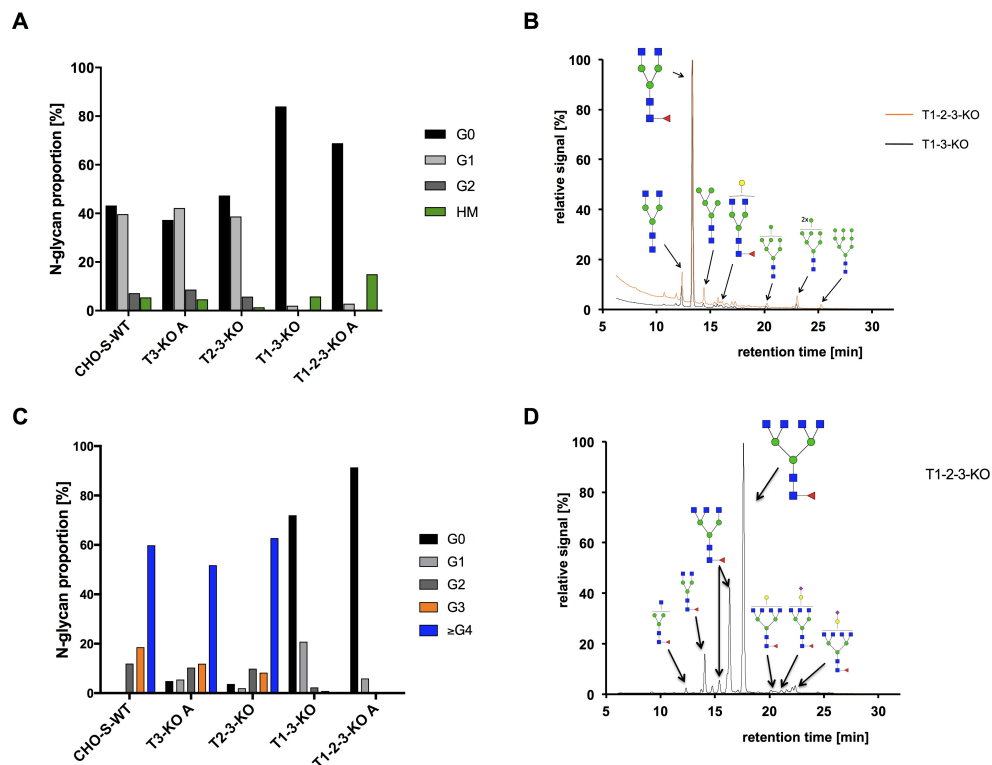 A
N-glycan proportion [%]
100
80
60
40
20
0
CHO-S-WT
T3-KO A
T2-3-KO
T1-3-KO
T1-2-3-KO A
G0
G1
G2
HM
B
relative signal [%]
100
80
60
40
20
0
5
10
15
20
25
30
retention time [min]
2x
T1-2-3-KO
T1-3-KO
C
N-glycan proportion [%]
100
80
60
40
20
0
CHO-S-WT
T3-KO A
T2-3-KO
T1-3-KO
T1-2-3-KO A
G0
G1
G2
G3
≥G4
D
relative signal [%]
100
80
60
40
20
0
5
10
15
20
25
30
retention time [min]
T1-2-3-KO